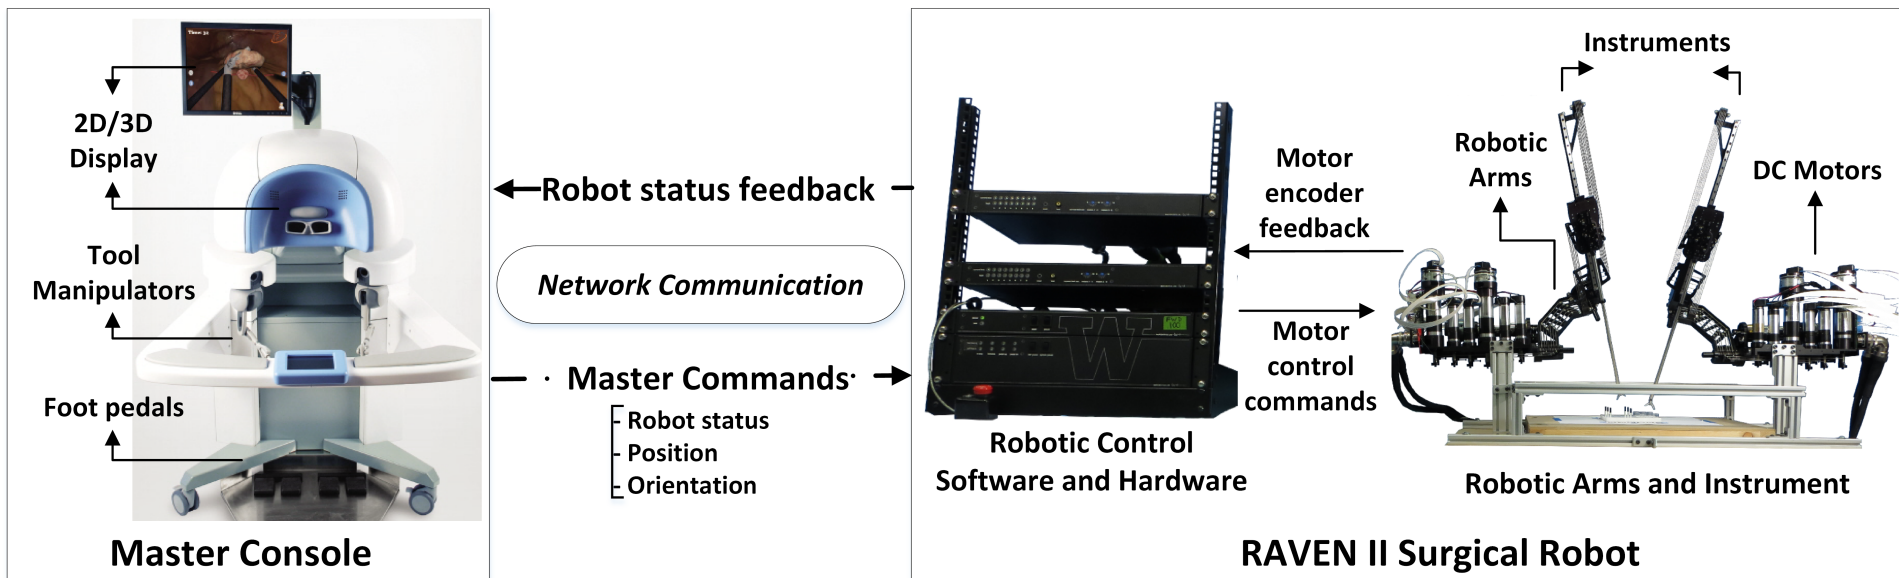 2D/3D
Display
Tool
Manipulators
Foot pedals
Master Console
Robot status feedback
Network Communication
Master Commands
- Robot status
- Position
- Orientation
Instruments
Robotic
Arms
DC Motors
Motor
encoder
feedback
Motor
control
commands
W
Robotic Control
Software and Hardware
Robotic Arms and Instrument
RAVEN II Surgical Robot